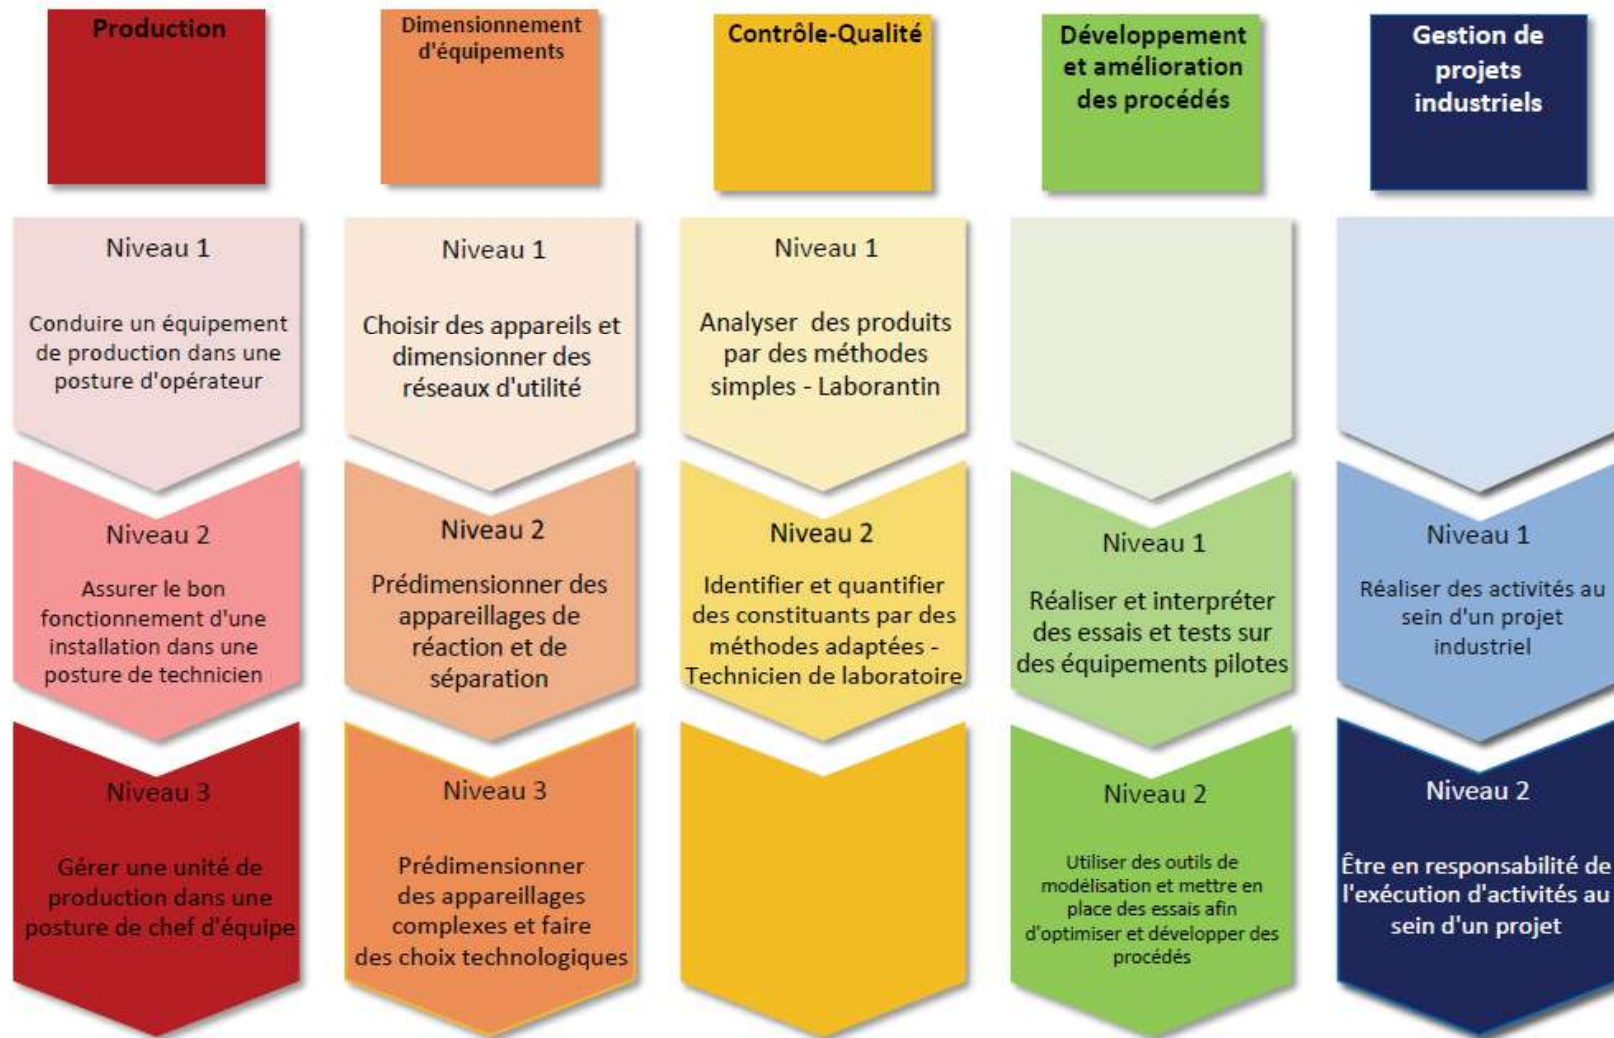 Production
Dimensionnement
d'équipements
Contrôle-Qualité
Développement
et amélioration
des procédés
Gestion de
projets
industriels
Niveau 1
Conduire un équipement
de production dans une
posture d'opérateur
Niveau 1
Choisir des appareils et
dimensionner des
réseaux d'utilité
Niveau 1
Analyser des produits
par des méthodes
simples - Laborantin
Niveau 2
Assurer le bon
fonctionnement d'une
installation dans une
posture de technicien
Niveau 2
Prédimensionner des
appareillages de
réaction et de
séparation
Niveau 2
Identifier et quantifier
des constituants par des
méthodes adaptées -
Technicien de laboratoire
Niveau 1
Réaliser et interpréter
des essais et tests sur
des équipements pilotes
Niveau 1
Réaliser des activités au
sein d'un projet
industriel
Niveau 3
Gérer une unité de
production dans une
posture de chef d'équipe
Niveau 3
Prédimensionner
des appareillages
complexes et faire
des choix technologiques
Niveau 2
Utiliser des outils de
modélisation et mettre en
place des essais afin
d'optimiser et développer des
procédés
Niveau 2
Être en responsabilité de
l'exécution d'activités au
sein d'un projet